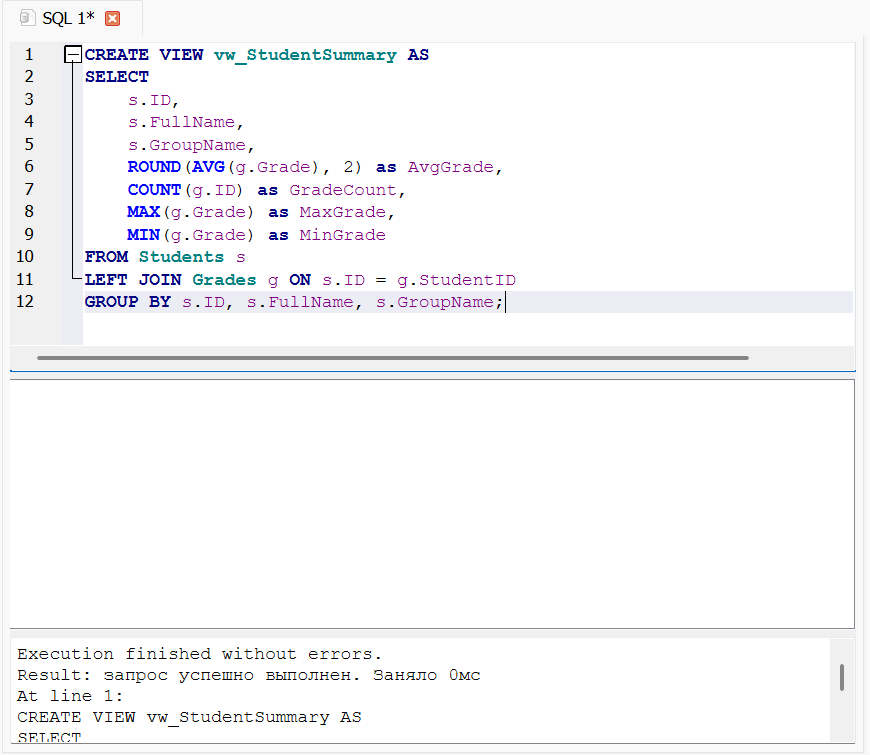 SQL 1*
1 CREATE VIEW vw_StudentSummary AS
2 SELECT
3 s.ID,
4 s.FullName,
5 s.GroupName,
6 ROUND(AVG(g.Grade), 2) as AvgGrade,
7 COUNT(g.ID) as GradeCount,
8 MAX(g.Grade) as MaxGrade,
9 MIN(g.Grade) as MinGrade
10 FROM Students s
11 LEFT JOIN Grades g ON s.ID = g.StudentID
12 GROUP BY s.ID, s.FullName, s.GroupName;
Execution finished without errors.
Result: запрос успешно выполнен. Заняло 0мс
At line 1:
CREATE VIEW vw_StudentSummary AS
SELECT